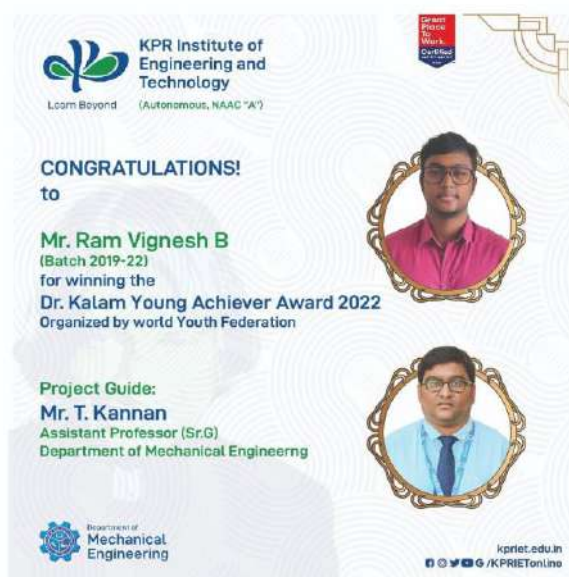 KPR Institute of
Engineering and
Technology
Learn Beyond
(Autonomous, NAAC "A")
Great
Place
To
Work.
Certified
CONGRATULATIONS!
to
Mr. Ram Vignesh B
(Batch 2019-22)
for winning the
Dr. Kalam Young Achiever Award 2022
Organized by world Youth Federation
Project Guide:
Mr. T. Kannan
Assistant Professor (Sr.G)
Department of Mechanical Engineerng
Department of
Mechanical
Engineering
kpriet.edu.in
/KPRIETonline